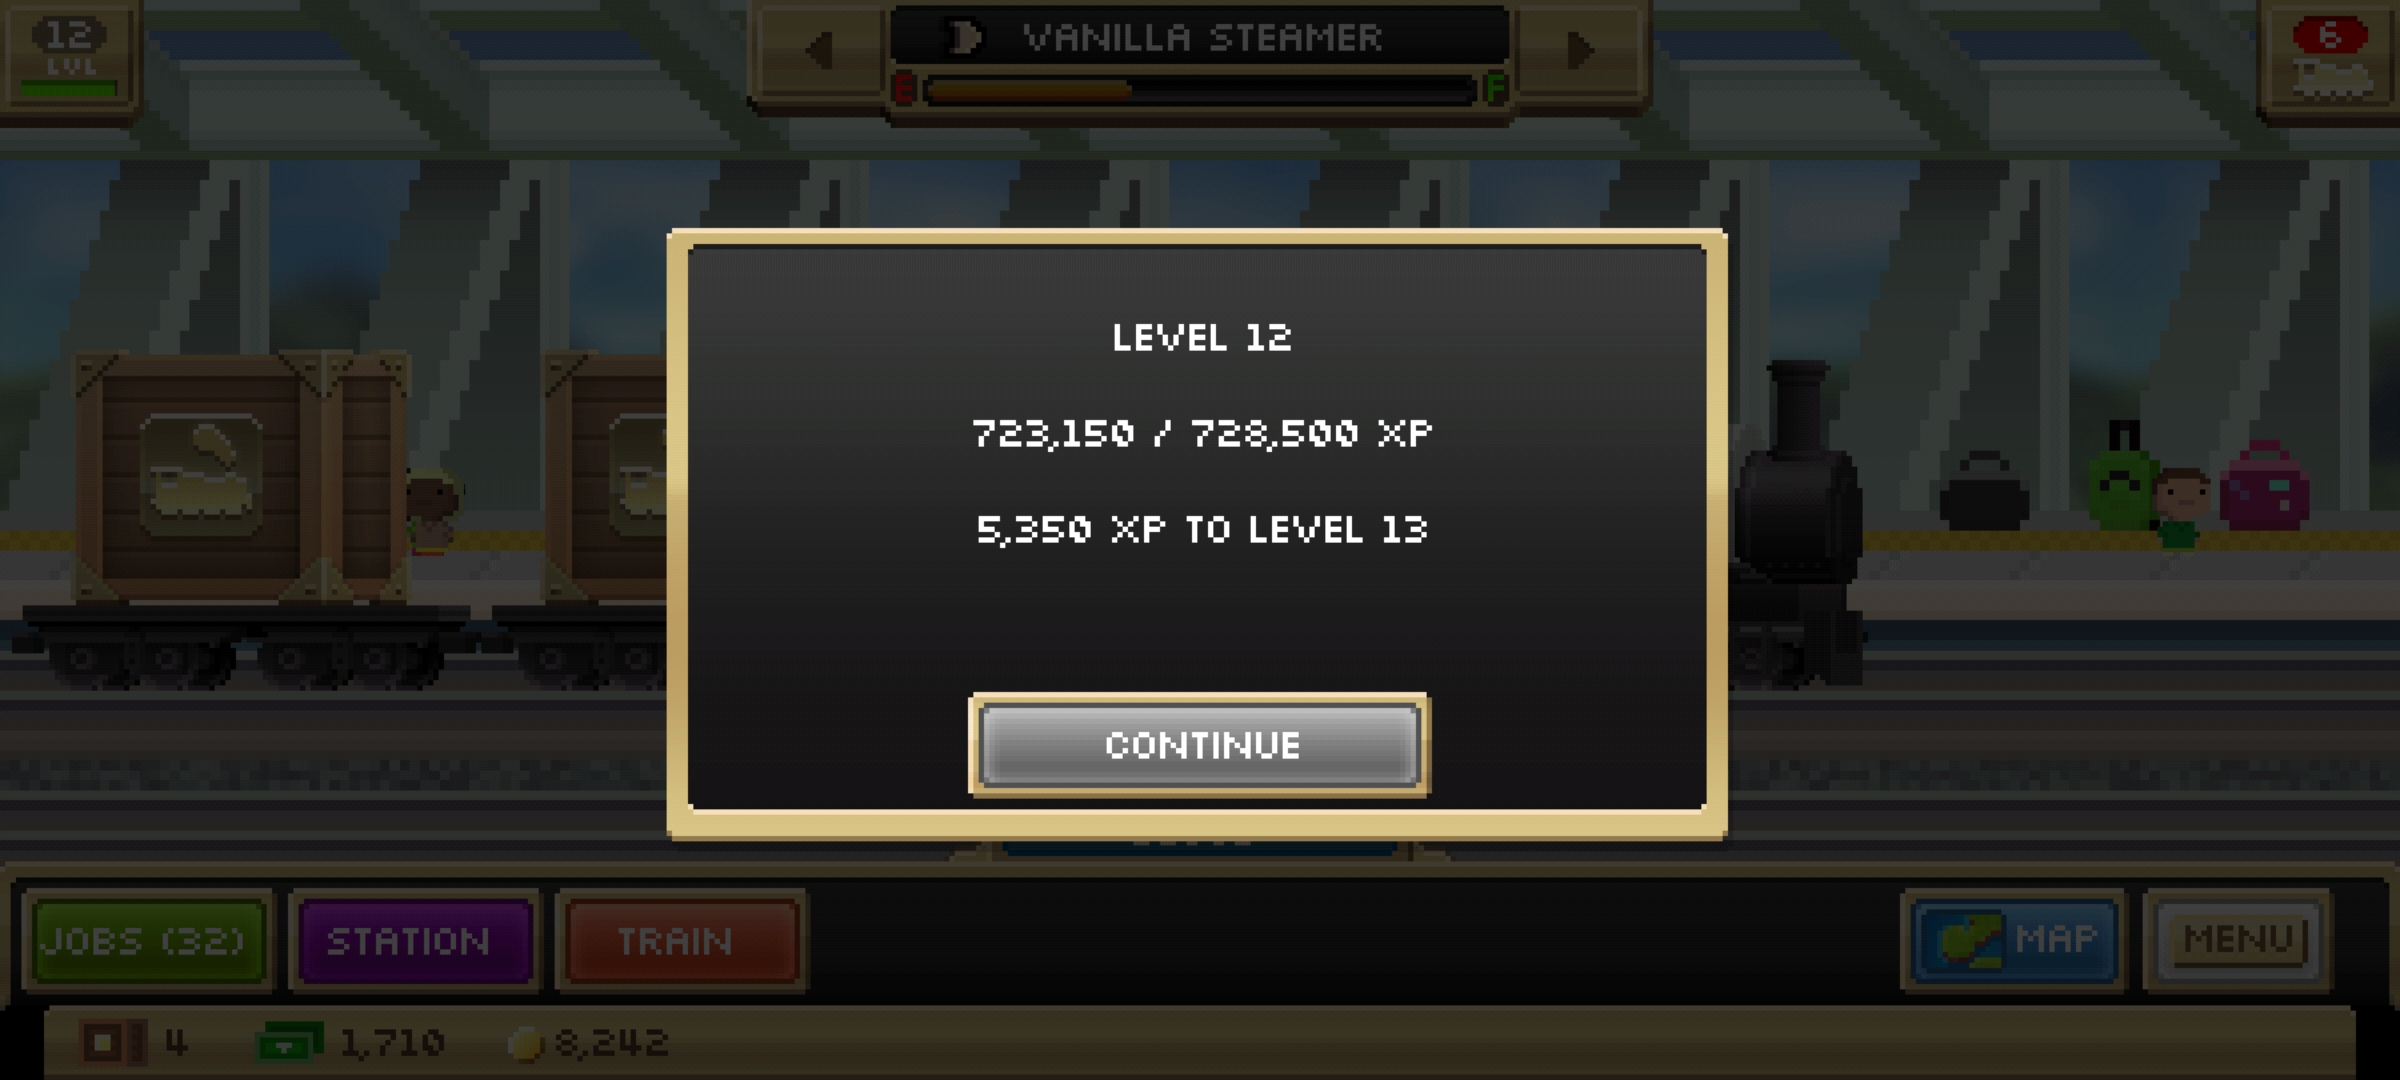 12
LVL
VANILLA STEAMER
E F
6
LEVEL 12
723,150 / 728,500 XP
5,350 XP TO LEVEL 13
CONTINUE
JOBS (32)
STATION
TRAIN
MAP
MENU
4
1,710
8,242